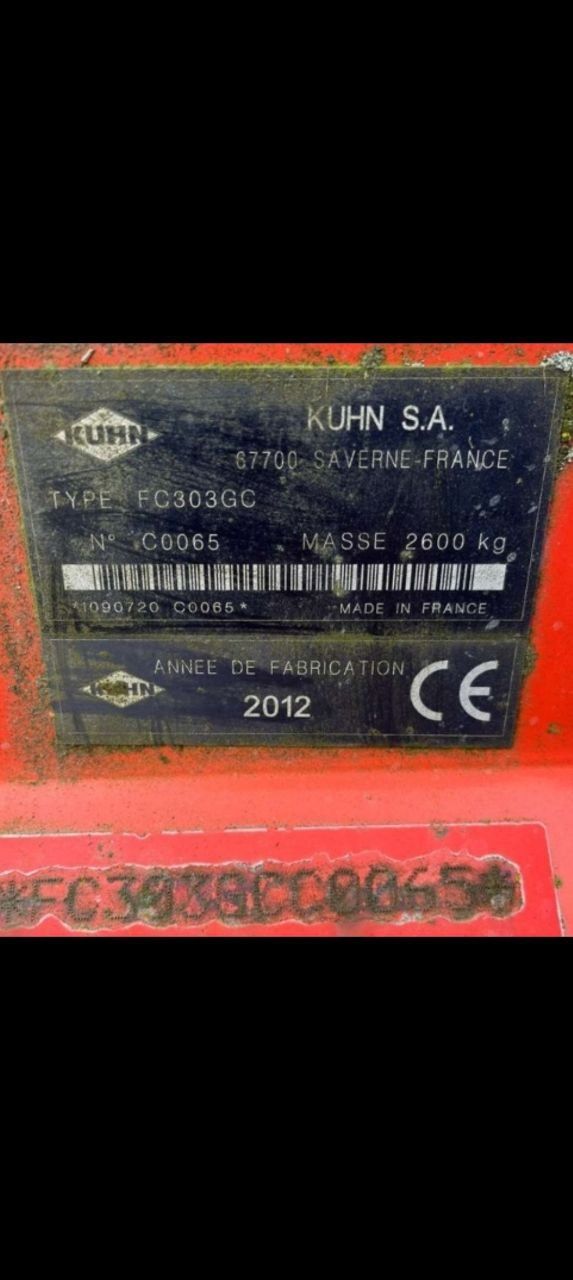 KUHN
KUHN S.A.
67700 SAVERNE-FRANCE
TYPE FC303GC
N° C0065 MASSE 2600 kg
*1090720 C0065* MADE IN FRANCE
KUHN
ANNEE DE FABRICATION
2012
CE
*FC303GCC0065*